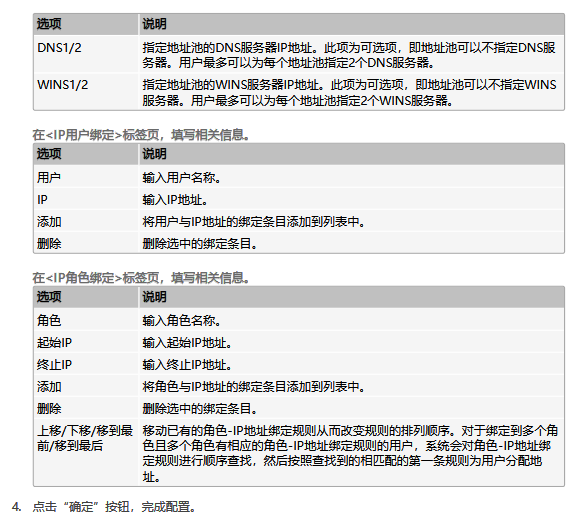 选项 说明
DNS1/2 指定地址池的DNS服务器IP地址。此项为可选项，即地址池可以不指定DNS服
务器。用户最多可以为每个地址池指定2个DNS服务器。
WINS1/2 指定地址池的WINS服务器IP地址。此项为可选项，即地址池可以不指定WINS
服务器。用户最多可以为每个地址池指定2个WINS服务器。
在<IP用户绑定>标签页，填写相关信息。
选项 说明
用户 输入用户名称。
IP 输入IP地址。
添加 将用户与IP地址的绑定条目添加到列表中。
删除 删除选中的绑定条目。
在<IP角色绑定>标签页，填写相关信息。
选项 说明
角色 输入角色名称。
起始IP 输入起始IP地址。
终止IP 输入终止IP地址。
添加 将角色与IP地址的绑定条目添加到列表中。
删除 删除选中的绑定条目。
上移/下移/移到最 移动已有的角色-IP地址绑定规则从而改变规则的排列顺序。对于绑定到多个角
前/移到最后 色且多个角色有相应的角色-IP地址绑定规则的用户，系统会对角色-IP地址绑
定规则进行顺序查找，然后按照查找到的相匹配的第一条规则为用户分配地
址。
4. 点击“确定”按钮，完成配置。